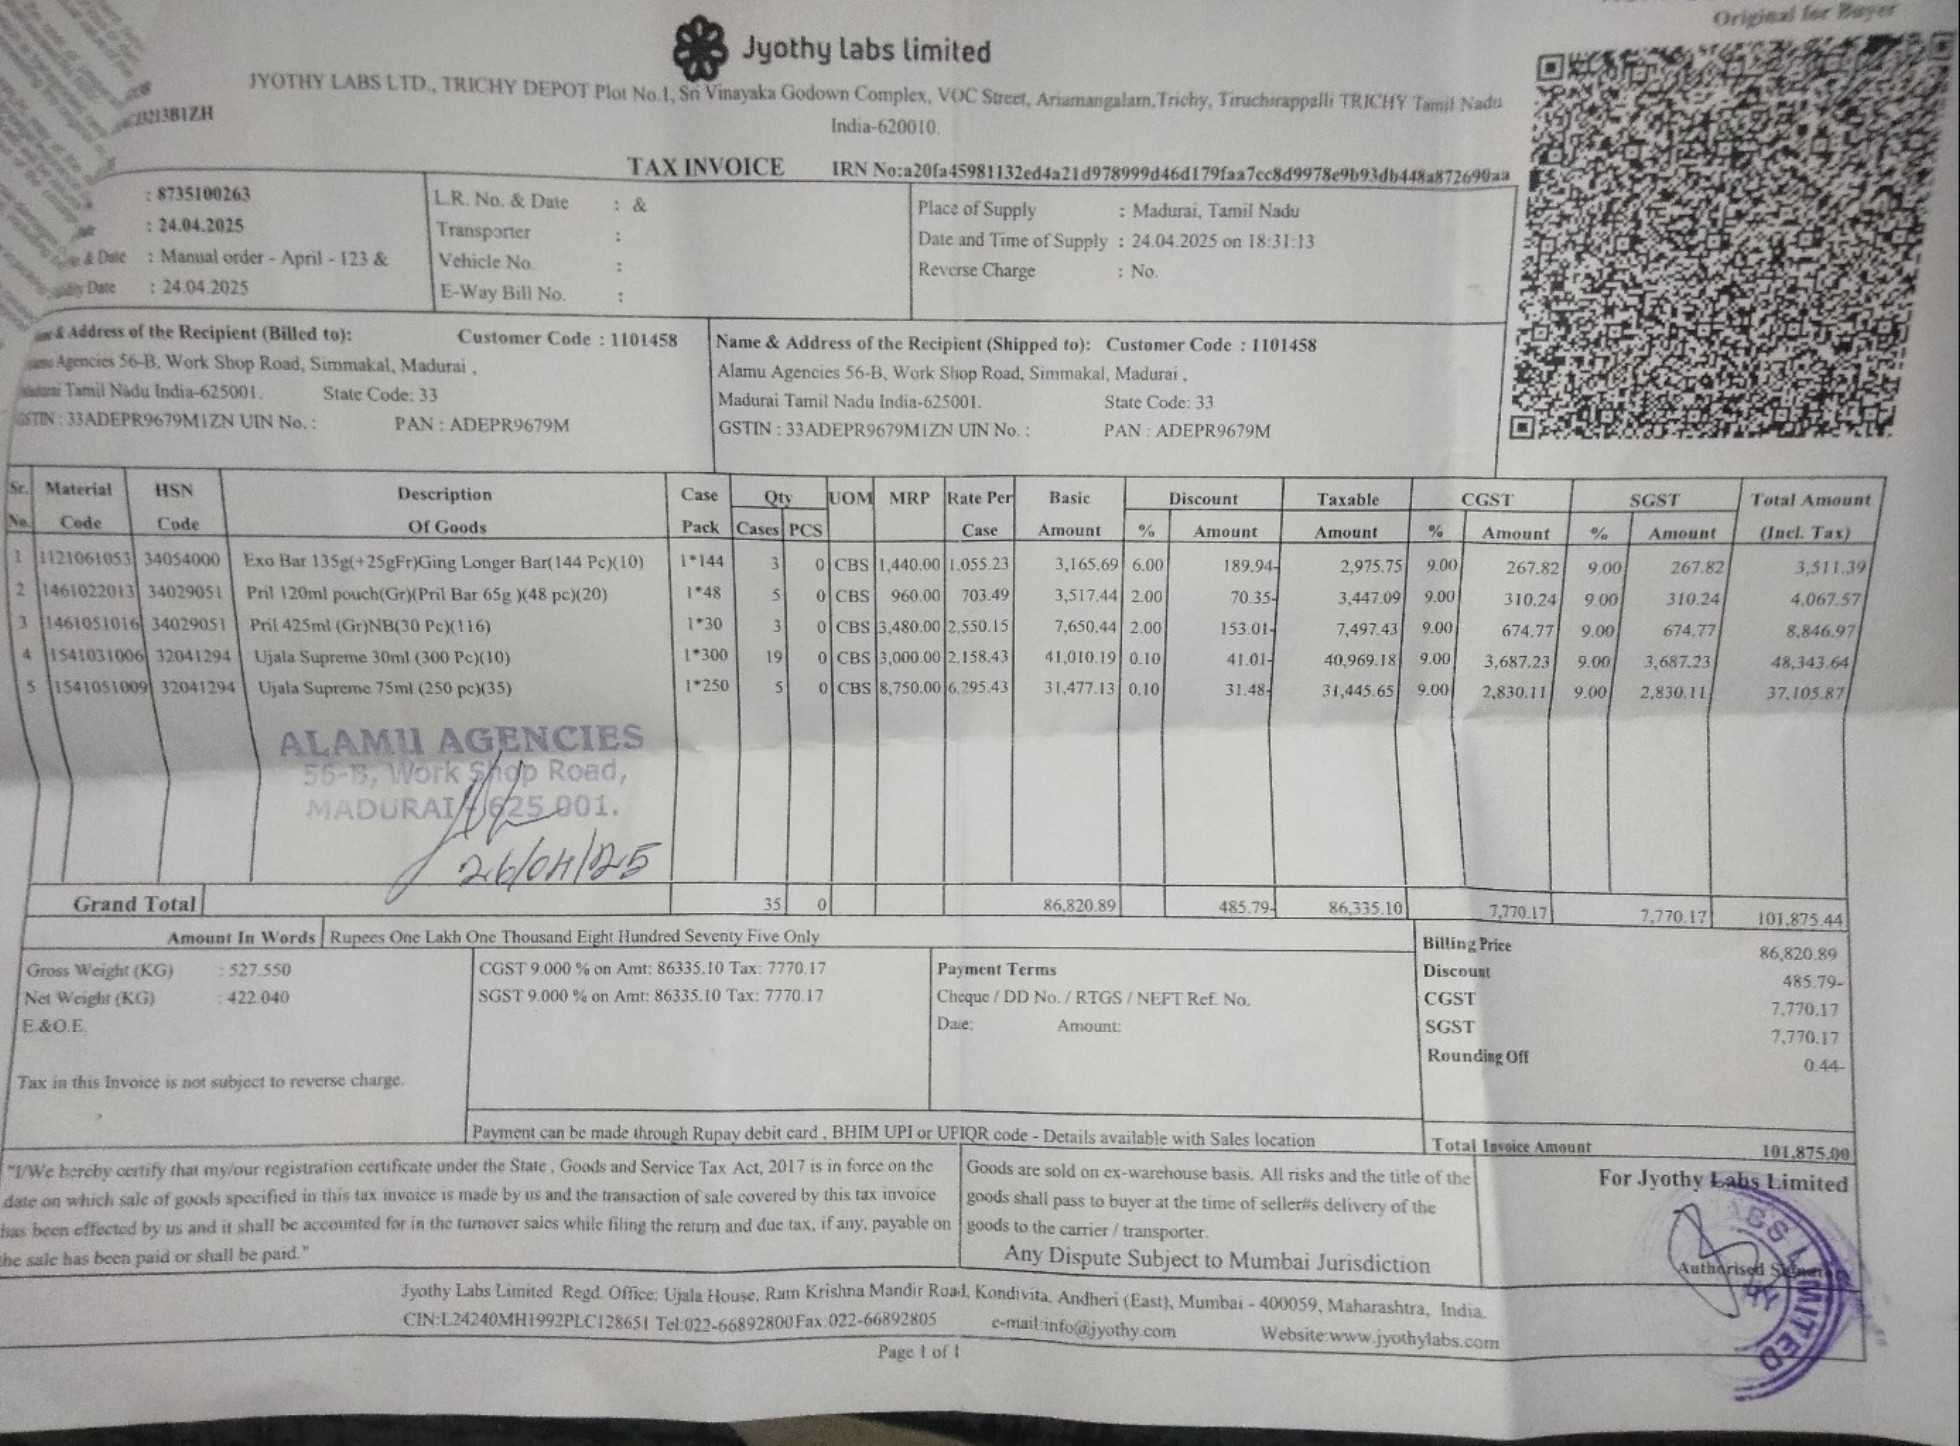 Original for Buyer
Jyothy labs limited
JYOTHY LABS LTD., TRICHY DEPOT Plot No.1, Sri Vinayaka Godown Complex, VOC Street, Ariamangalam,Trichy, Tiruchirappalli TRICHY Tamil Nadu
India-620010.
TAX INVOICE IRN No:a20fa45981132ed4a21d978999d46d179faa7cc8d9978e9b93db448a872690aa
: 8735100263
: 24.04.2025
& Date : Manual order - April - 123 &
Date : 24.04.2025
L.R. No. & Date : &
Transporter :
Vehicle No. :
E-Way Bill No. :
Place of Supply : Madurai, Tamil Nadu
Date and Time of Supply : 24.04.2025 on 18:31:13
Reverse Charge : No.
& Address of the Recipient (Billed to): Customer Code : 1101458
Agencies 56-B, Work Shop Road, Simmakal, Madurai ,
Tamil Nadu India-625001. State Code: 33
GSTIN : 33ADEPR9679M1ZN UIN No. : PAN : ADEPR9679M
Name & Address of the Recipient (Shipped to): Customer Code : 1101458
Alamu Agencies 56-B, Work Shop Road, Simmakal, Madurai ,
Madurai Tamil Nadu India-625001. State Code: 33
GSTIN : 33ADEPR9679M1ZN UIN No. : PAN : ADEPR9679M
Sr. Material HSN Description Case Qty UOM MRP Rate Per Basic Discount Taxable CGST SGST Total Amount
No. Code Code Of Goods Pack Cases PCS Case Amount % Amount Amount % Amount % Amount (Incl. Tax)
1 1121061053 34054000 Exo Bar 135g(+25gFr)Ging Longer Bar(144 Pc)(10) 1*144 3 0 CBS 1,440.00 1,055.23 3,165.69 6.00 189.94- 2,975.75 9.00 267.82 9.00 267.82 3,511.39
2 1461022013 34029051 Pril 120ml pouch(Gr)(Pril Bar 65g )(48 pc)(20) 1*48 5 0 CBS 960.00 703.49 3,517.44 2.00 70.35- 3,447.09 9.00 310.24 9.00 310.24 4,067.57
3 1461051016 34029051 Pril 425ml (Gr)NB(30 Pc)(116) 1*30 3 0 CBS 3,480.00 2,550.15 7,650.44 2.00 153.01- 7,497.43 9.00 674.77 9.00 674.77 8,846.97
4 1541031006 32041294 Ujala Supreme 30ml (300 Pc)(10) 1*300 19 0 CBS 3,000.00 2,158.43 41,010.19 0.10 41.01- 40,969.18 9.00 3,687.23 9.00 3,687.23 48,343.64
5 1541051009 32041294 Ujala Supreme 75ml (250 pc)(35) 1*250 5 0 CBS 8,750.00 6,295.43 31,477.13 0.10 31.48- 31,445.65 9.00 2,830.11 9.00 2,830.11 37,105.87
ALAMU AGENCIES
56-B, Work Shop Road,
MADURAI - 625 001.
26/04/25
Grand Total 35 0 86,820.89 485.79- 86,335.10 7,770.17 7,770.17 101,875.44
Amount In Words Rupees One Lakh One Thousand Eight Hundred Seventy Five Only
Gross Weight (KG) : 527.550
Net Weight (KG) : 422.040
E.&O.E.
Tax in this Invoice is not subject to reverse charge.
CGST 9.000 % on Amt: 86335.10 Tax: 7770.17
SGST 9.000 % on Amt: 86335.10 Tax: 7770.17
Payment Terms
Cheque / DD No. / RTGS / NEFT Ref. No.
Date: Amount:
Billing Price 86,820.89
Discount 485.79-
CGST 7,770.17
SGST 7,770.17
Rounding Off 0.44-
Payment can be made through Rupay debit card , BHIM UPI or UPIQR code - Details available with Sales location
Total Invoice Amount 101,875.00
"I/We hereby certify that my/our registration certificate under the State , Goods and Service Tax Act, 2017 is in force on the
date on which sale of goods specified in this tax invoice is made by us and the transaction of sale covered by this tax invoice
has been effected by us and it shall be accounted for in the turnover sales while filing the return and due tax, if any, payable on
the sale has been paid or shall be paid."
Goods are sold on ex-warehouse basis. All risks and the title of the
goods shall pass to buyer at the time of seller#s delivery of the
goods to the carrier / transporter.
Any Dispute Subject to Mumbai Jurisdiction
For Jyothy Labs Limited
Authorised
LABS LIMITED
Jyothy Labs Limited Regd. Office: Ujala House, Ram Krishna Mandir Road, Kondivita, Andheri (East), Mumbai - 400059, Maharashtra, India.
CIN:L24240MH1992PLC128651 Tel:022-66892800 Fax:022-66892805 e-mail:info@jyothy.com Website:www.jyothylabs.com
Page 1 of 1